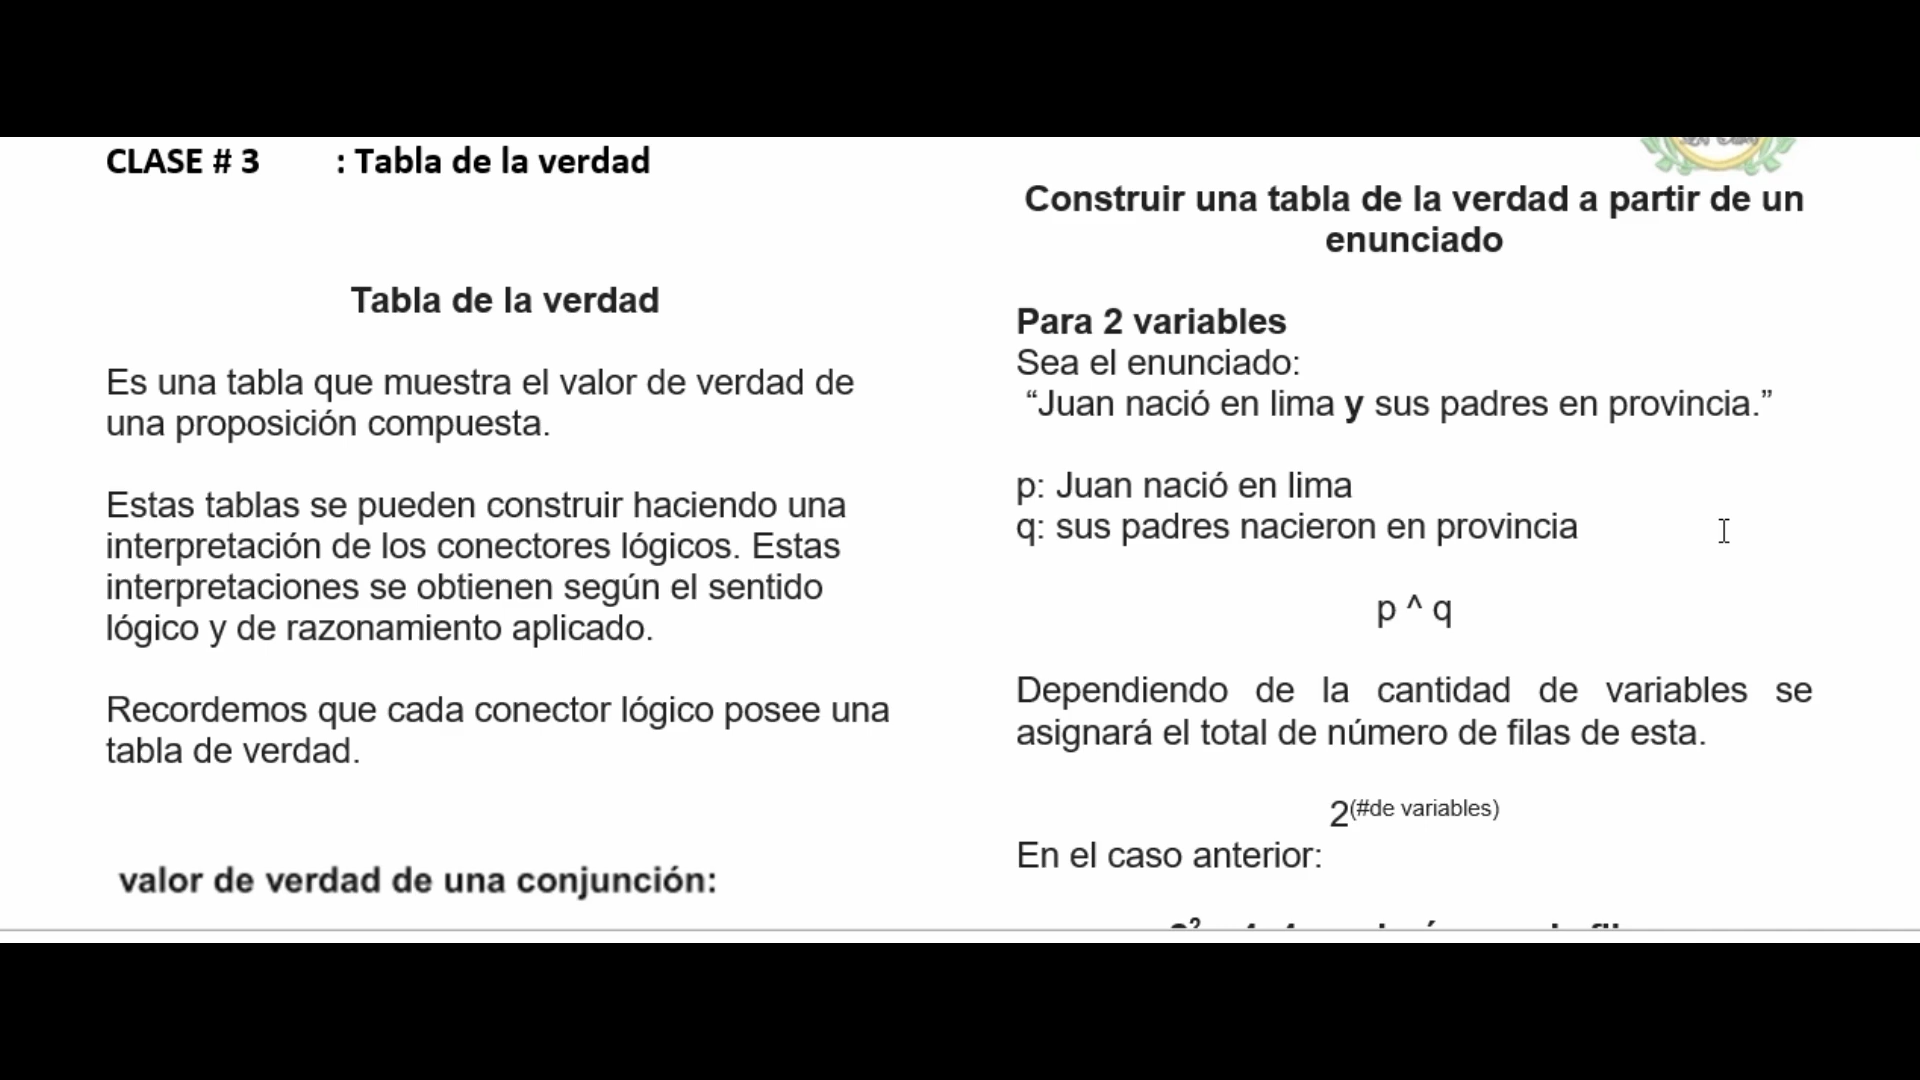 CLASE # 3 : Tabla de la verdad
Tabla de la verdad
Es una tabla que muestra el valor de verdad de
una proposición compuesta.
Estas tablas se pueden construir haciendo una
interpretación de los conectores lógicos. Estas
interpretaciones se obtienen según el sentido
lógico y de razonamiento aplicado.
Recordemos que cada conector lógico posee una
tabla de verdad.
valor de verdad de una conjunción:
Construir una tabla de la verdad a partir de un
enunciado
Para 2 variables
Sea el enunciado:
“Juan nació en lima y sus padres en provincia.”
p: Juan nació en lima
q: sus padres nacieron en provincia
p ^ q
Dependiendo de la cantidad de variables se
asignará el total de número de filas de esta.
2(#de variables)
En el caso anterior: